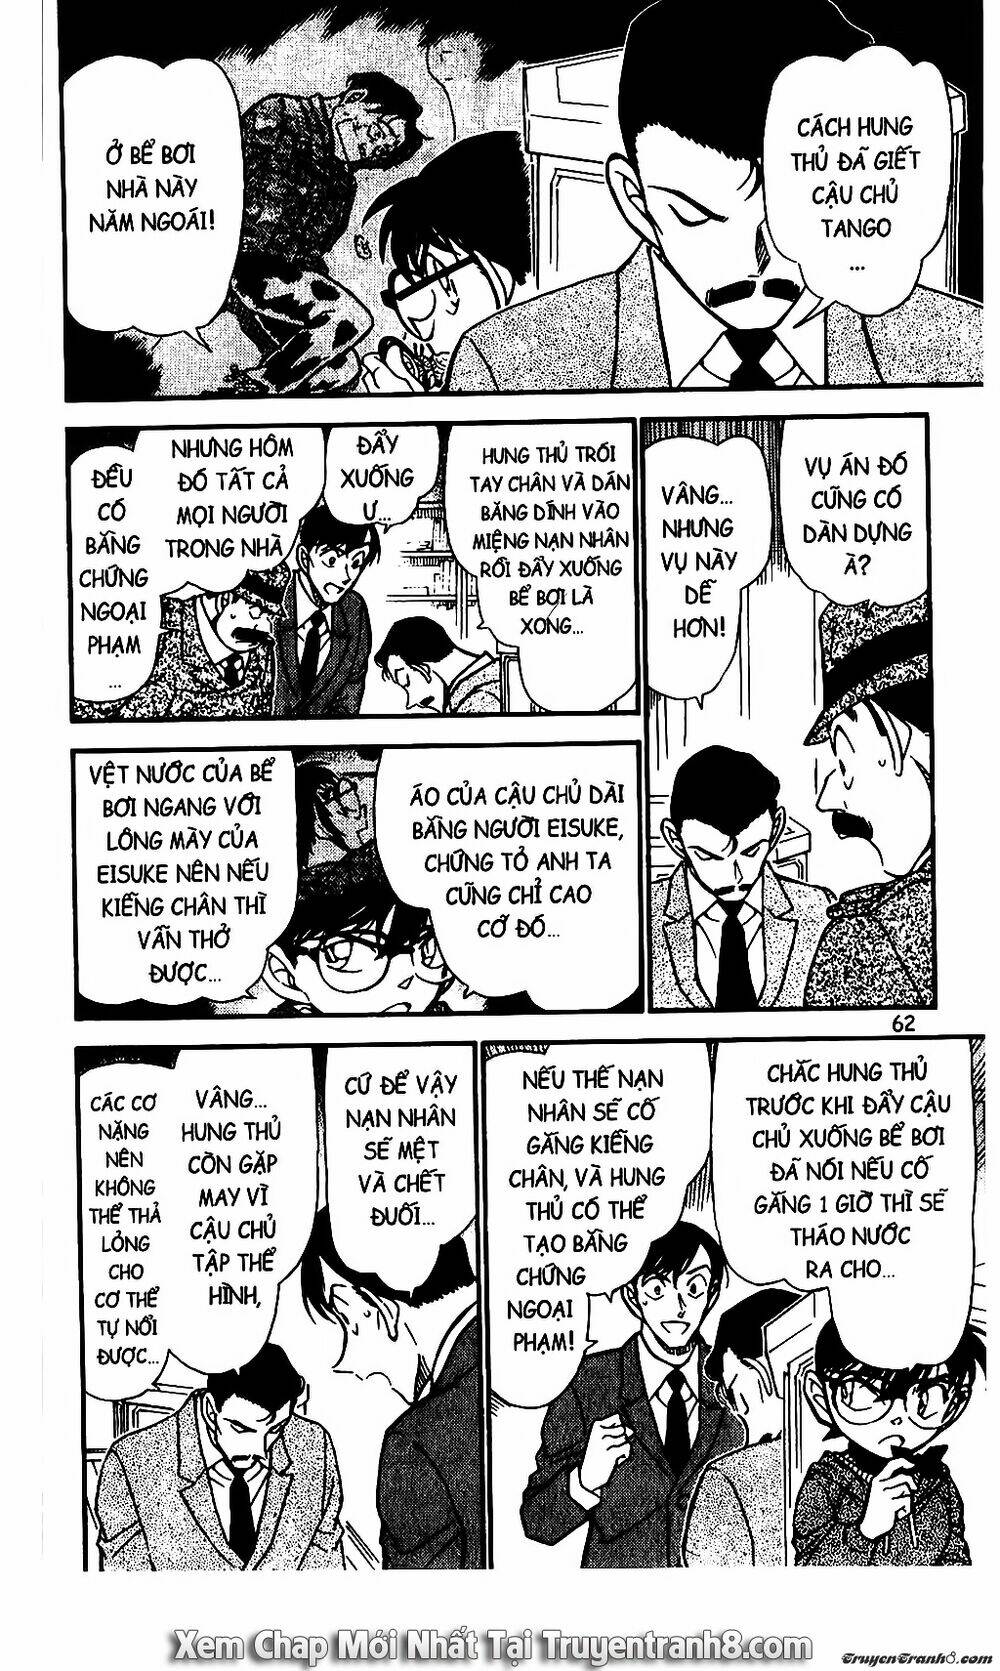 CÁCH HUNG
THỦ ĐÃ GIẾT
CẬU CHỦ
TANGO
...
Ở BỂ BƠI
NHÀ NÀY
NĂM NGOÁI!
VỤ ÁN ĐÓ
CŨNG CÓ
DÀN DỰNG
À?
VÂNG...
NHƯNG
VỤ NÀY
DỄ
HƠN!
HUNG THỦ TRÓI
TAY CHÂN VÀ DÁN
BĂNG DÍNH VÀO
MIỆNG NẠN NHÂN
RỒI ĐẨY XUỐNG
BỂ BƠI LÀ
XONG...
ĐẨY
XUỐNG
Ư...
NHƯNG HÔM
ĐÓ TẤT CẢ
MỌI NGƯỜI
TRONG NHÀ
ĐỀU
CÓ
BẰNG
CHỨNG
NGOẠI
PHẠM
...
ÁO CỦA CẬU CHỦ DÀI
BẰNG NGƯỜI EISUKE,
CHỨNG TỎ ANH TA
CŨNG CHỈ CAO
CỠ ĐÓ...
VỆT NƯỚC CỦA BỂ
BƠI NGANG VỚI
LÔNG MÀY CỦA
EISUKE NÊN NẾU
KIỄNG CHÂN THÌ
VẪN THỞ
ĐƯỢC...
62
CHẮC HUNG THỦ
TRƯỚC KHI ĐẨY CẬU
CHỦ XUỐNG BỂ BƠI
ĐÃ NÓI NẾU CỐ
GẮNG 1 GIỜ THÌ SẼ
THÁO NƯỚC
RA CHO...
NẾU THẾ NẠN
NHÂN SẼ CỐ
GẮNG KIỄNG
CHÂN, VÀ HUNG
THỦ CÓ THỂ
TẠO BẰNG
CHỨNG
NGOẠI
PHẠM!
CỨ ĐỂ VẬY
NẠN NHÂN
SẼ MỆT
VÀ CHẾT
ĐUỐI...
VÂNG...
HUNG THỦ
CÒN GẶP
MAY VÌ
CẬU CHỦ
TẬP THỂ
HÌNH,
CÁC CƠ
NẶNG
NÊN
KHÔNG
THỂ THẢ
LỎNG
CHO
CƠ THỂ
TỰ NỔI
ĐƯỢC...
Xem Chap Mới Nhất Tại Truyentranh8.com
TruyenTranh8.com